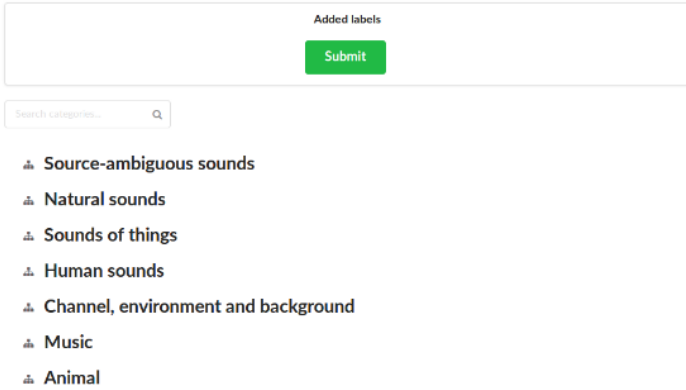 Added labels
Submit
Search categories...
Source-ambiguous sounds
Natural sounds
Sounds of things
Human sounds
Channel, environment and background
Music
Animal